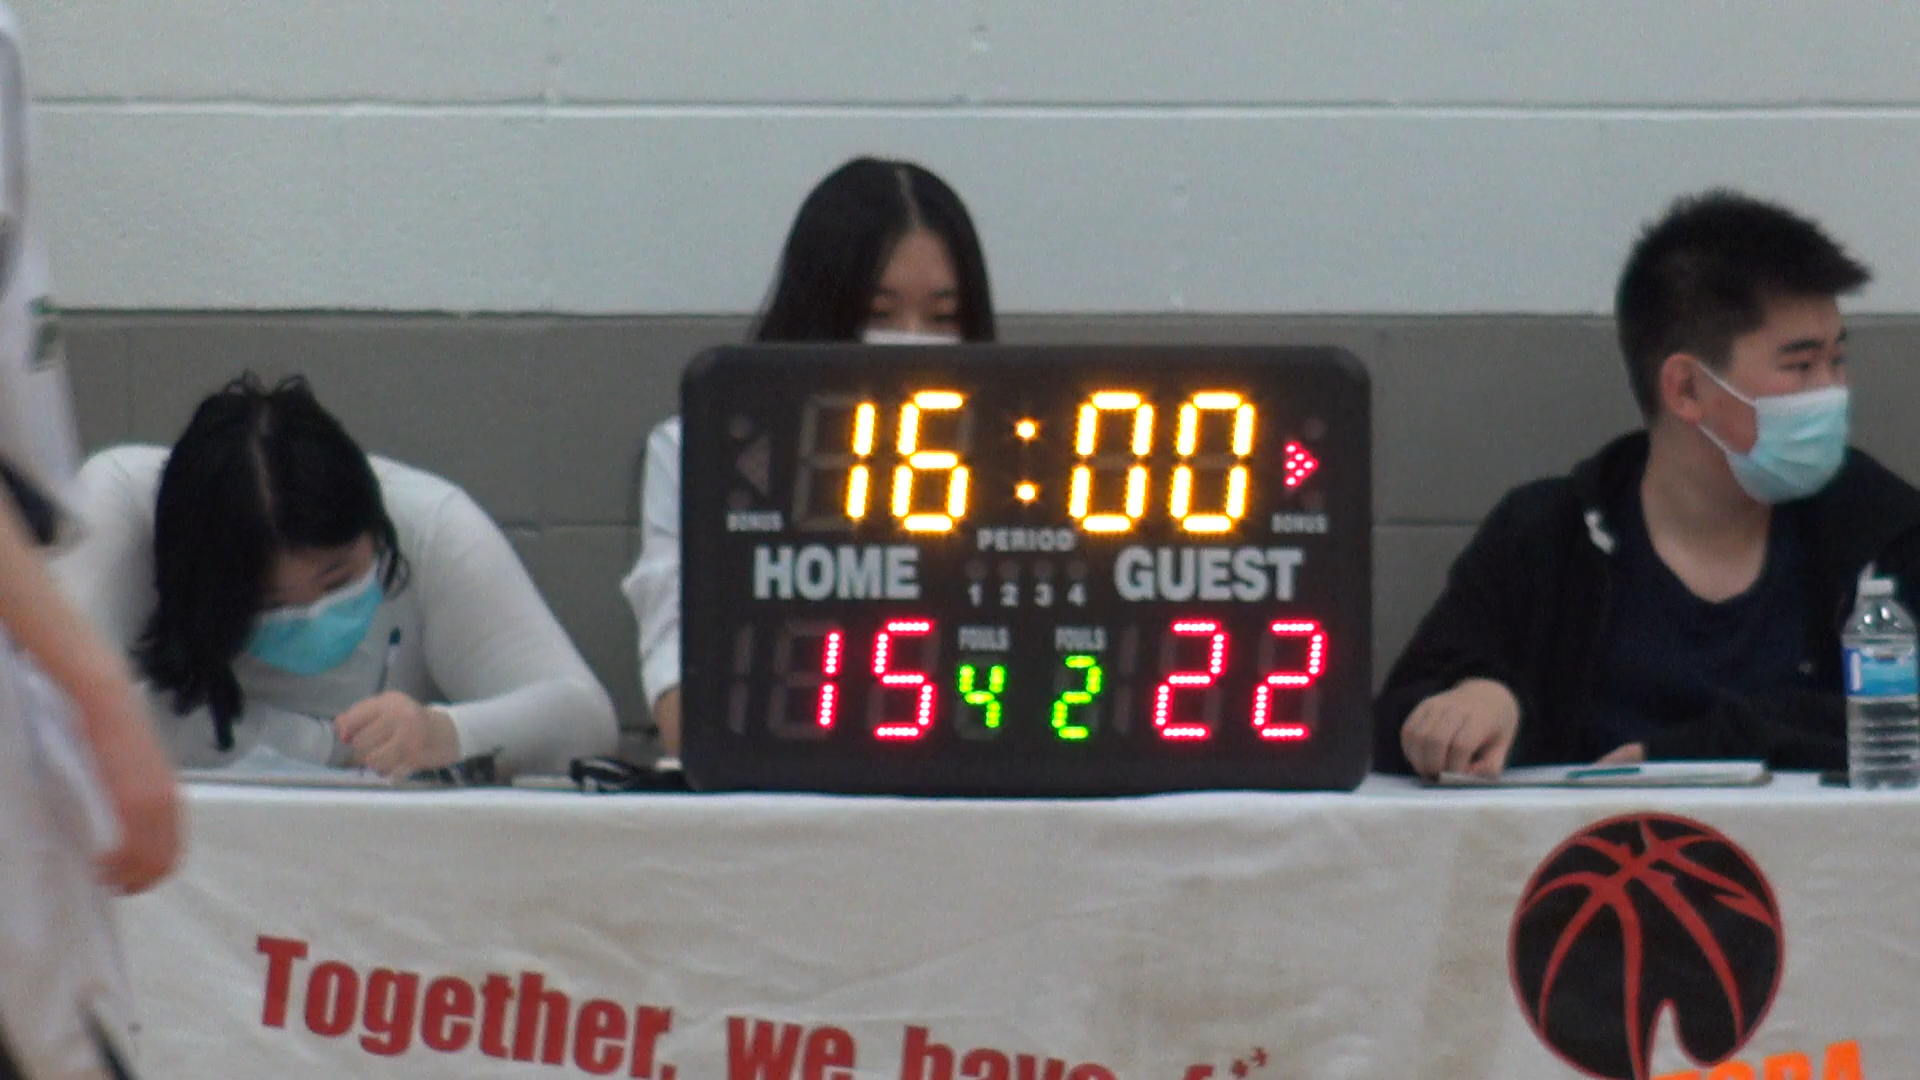 16:00
BONUS PERIOD BONUS
HOME 1 2 3 4 GUEST
FOULS FOULS
15 4 2 22
Together, we have